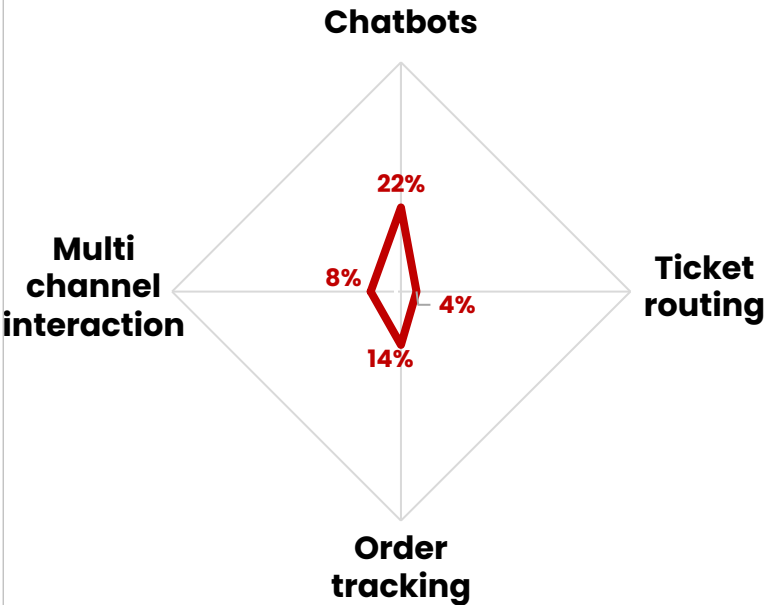 Chatbots
22%
Multi
channel
interaction
8%
Ticket
routing
4%
14%
Order
tracking